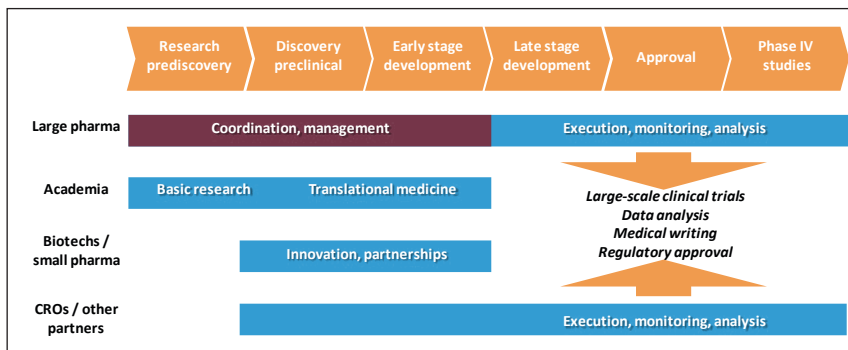 Research
prediscovery
Discovery
preclinical
Early stage
development
Late stage
development
Approval
Phase IV
studies
Large pharma
Coordination, management
Execution, monitoring, analysis
Academia
Basic research
Translational medicine
Large-scale clinical trials
Data analysis
Medical writing
Regulatory approval
Biotechs /
small pharma
Innovation, partnerships
CROs / other
partners
Execution, monitoring, analysis